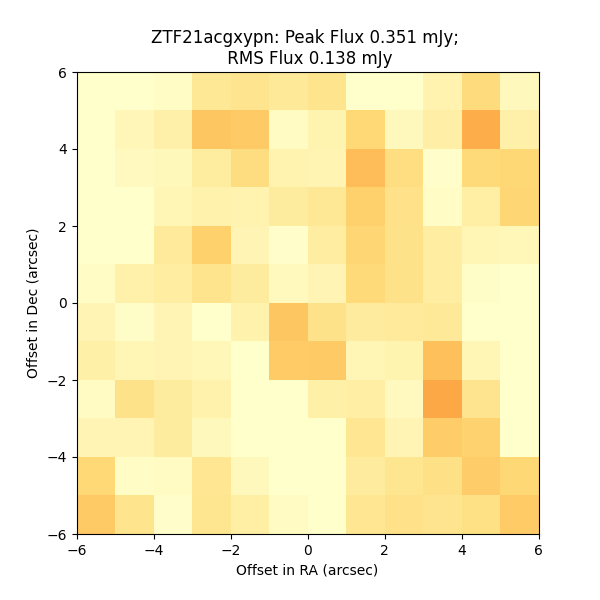 ZTF21acgxypn: Peak Flux 0.351 mJy;
RMS Flux 0.138 mJy
6
4
2
0
−2
−4
−6
Offset in Dec (arcsec)
−6 −4 −2 0 2 4 6
Offset in RA (arcsec)